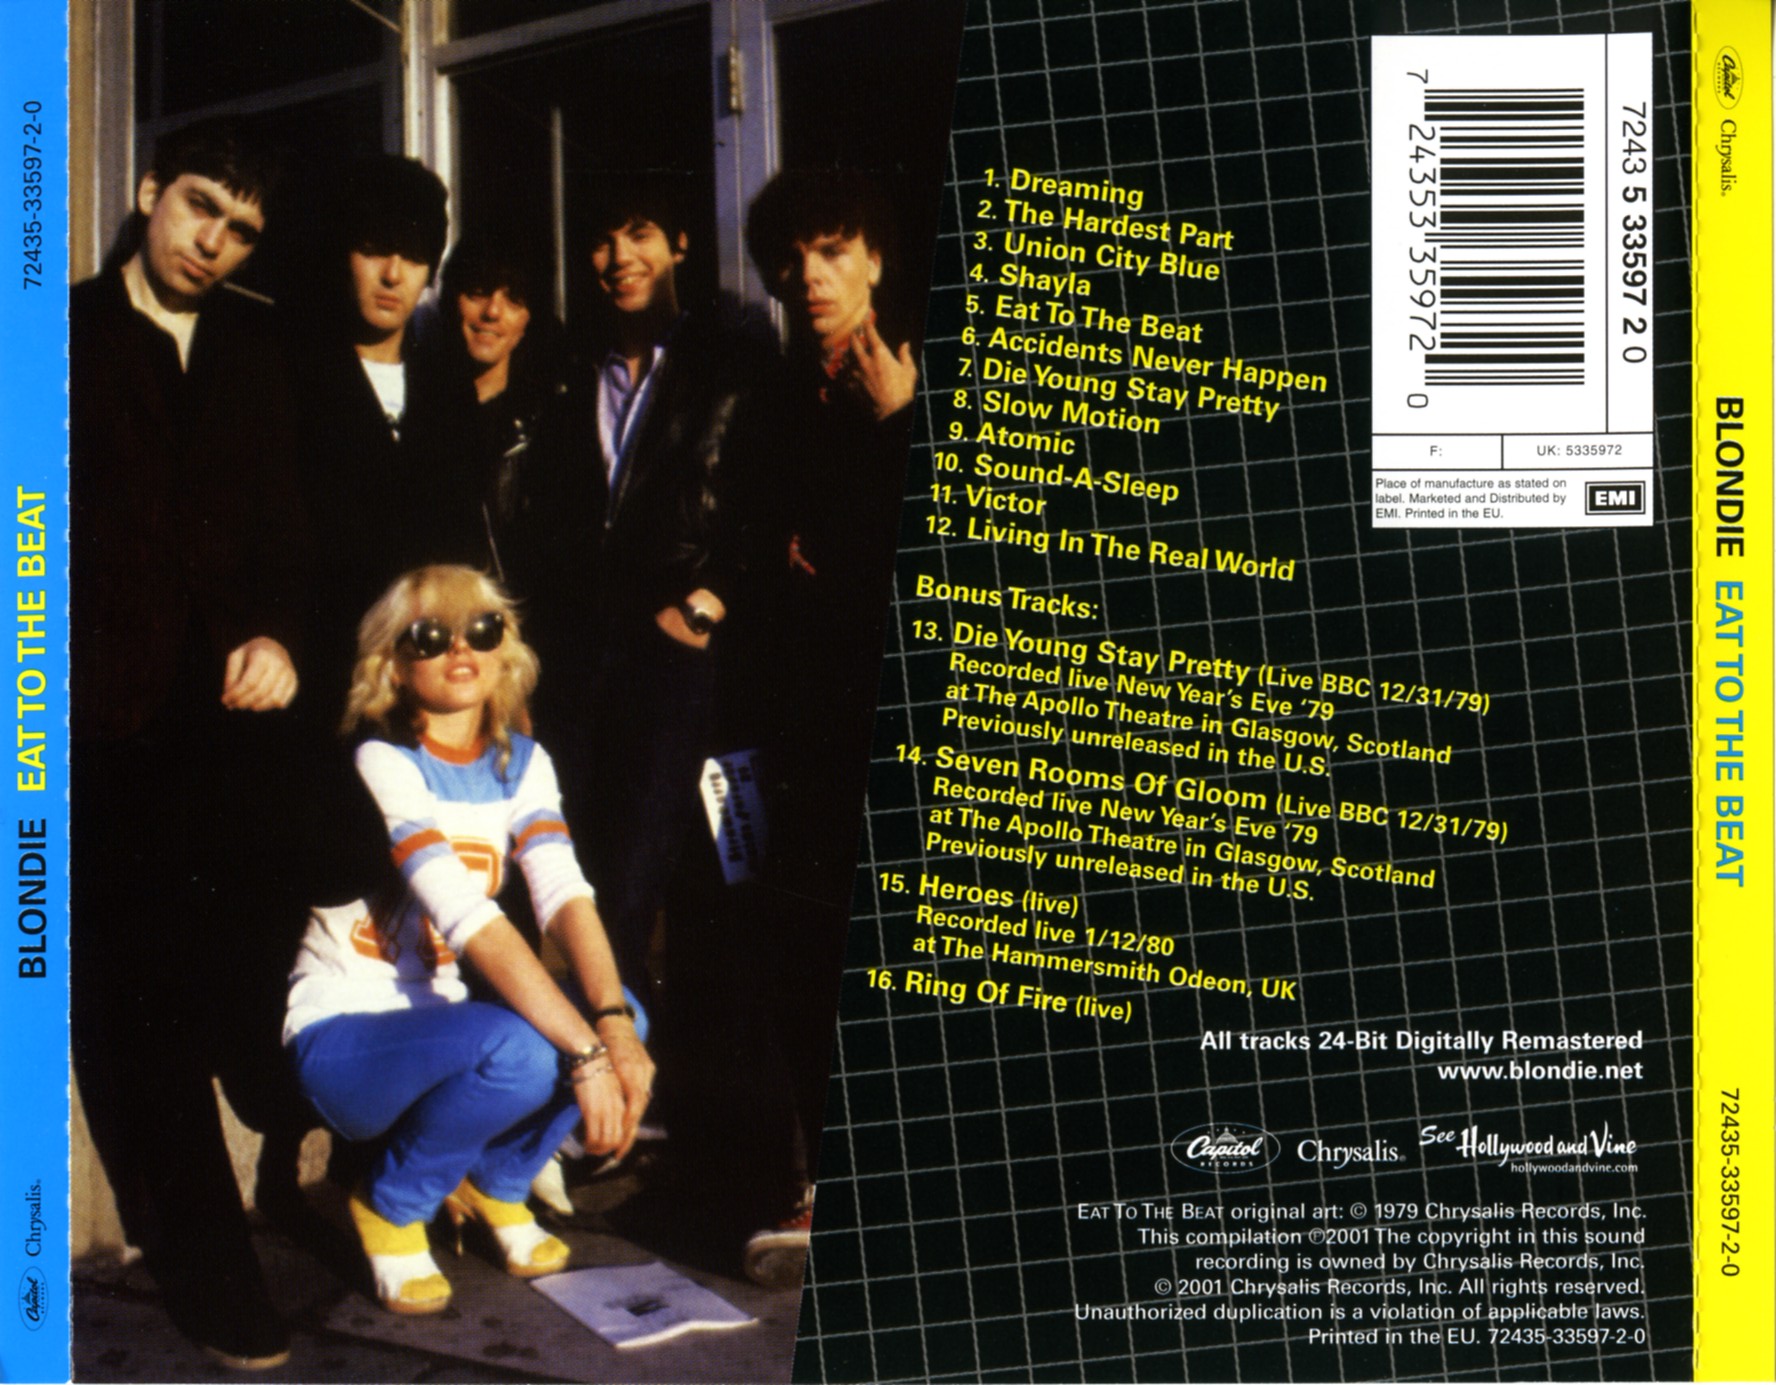 72435-33597-2-0
BLONDIE EAT TO THE BEAT
Chrysalis®
Capitol
RECORDS
1. Dreaming
2. The Hardest Part
3. Union City Blue
4. Shayla
5. Eat To The Beat
6. Accidents Never Happen
7. Die Young Stay Pretty
8. Slow Motion
9. Atomic
10. Sound-A-Sleep
11. Victor
12. Living In The Real World
Bonus Tracks:
13. Die Young Stay Pretty (Live BBC 12/31/79)
Recorded live New Year's Eve '79
at The Apollo Theatre in Glasgow, Scotland
Previously unreleased in the U.S.
14. Seven Rooms Of Gloom (Live BBC 12/31/79)
Recorded live New Year's Eve '79
at The Apollo Theatre in Glasgow, Scotland
Previously unreleased in the U.S.
15. Heroes (live)
Recorded live 1/12/80
at The Hammersmith Odeon, UK
16. Ring Of Fire (live)
7 24353 35972 0
7243 5 33597 2 0
F:
UK: 5335972
Place of manufacture as stated on
label. Marketed and Distributed by
EMI. Printed in the EU.
EMI
All tracks 24-Bit Digitally Remastered
www.blondie.net
Capitol
RECORDS
Chrysalis®
See Hollywood and Vine
hollywoodandvine.com
EAT TO THE BEAT original art: © 1979 Chrysalis Records, Inc.
This compilation ℗2001 The copyright in this sound
recording is owned by Chrysalis Records, Inc.
© 2001 Chrysalis Records, Inc. All rights reserved.
Unauthorized duplication is a violation of applicable laws.
Printed in the EU. 72435-33597-2-0
Capitol
RECORDS
Chrysalis®
BLONDIE EAT TO THE BEAT
72435-33597-2-0